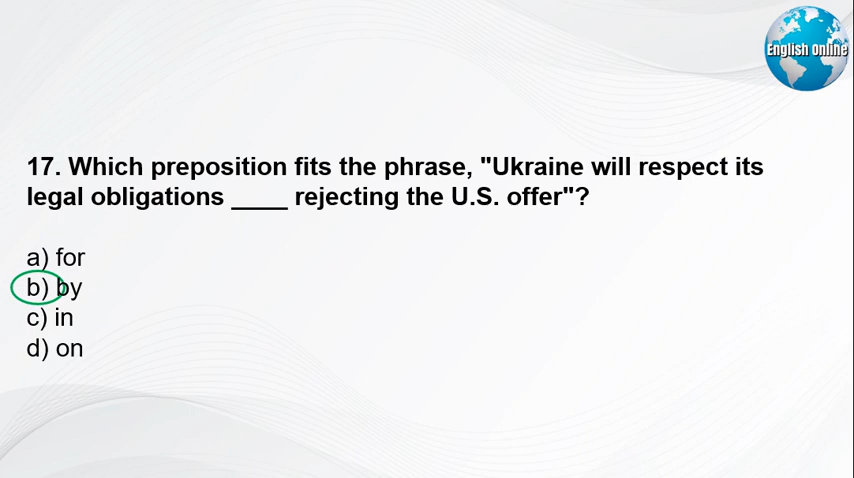 English Online
17. Which preposition fits the phrase, "Ukraine will respect its
legal obligations ____ rejecting the U.S. offer"?
a) for
b) by
c) in
d) on